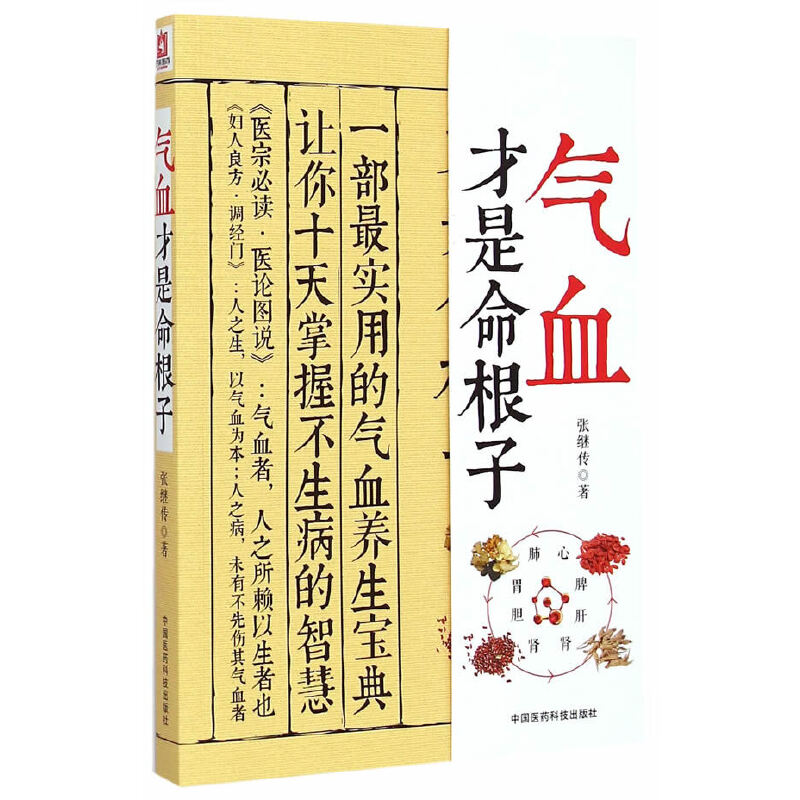 气血
才是命根子
张继传◎著
一部最实用的气血养生宝典
让你十天掌握不生病的智慧
《医宗必读·医论图说》:气血者,人之所赖以生者也
《妇人良方·调经门》:人之生,以气血为本;人之病,未有不先伤其气血者
肺 心
胃 脾
胆 肝
肾 肾
中国医药科技出版社
气血才是命根子
张继传◎著
中国医药科技出版社